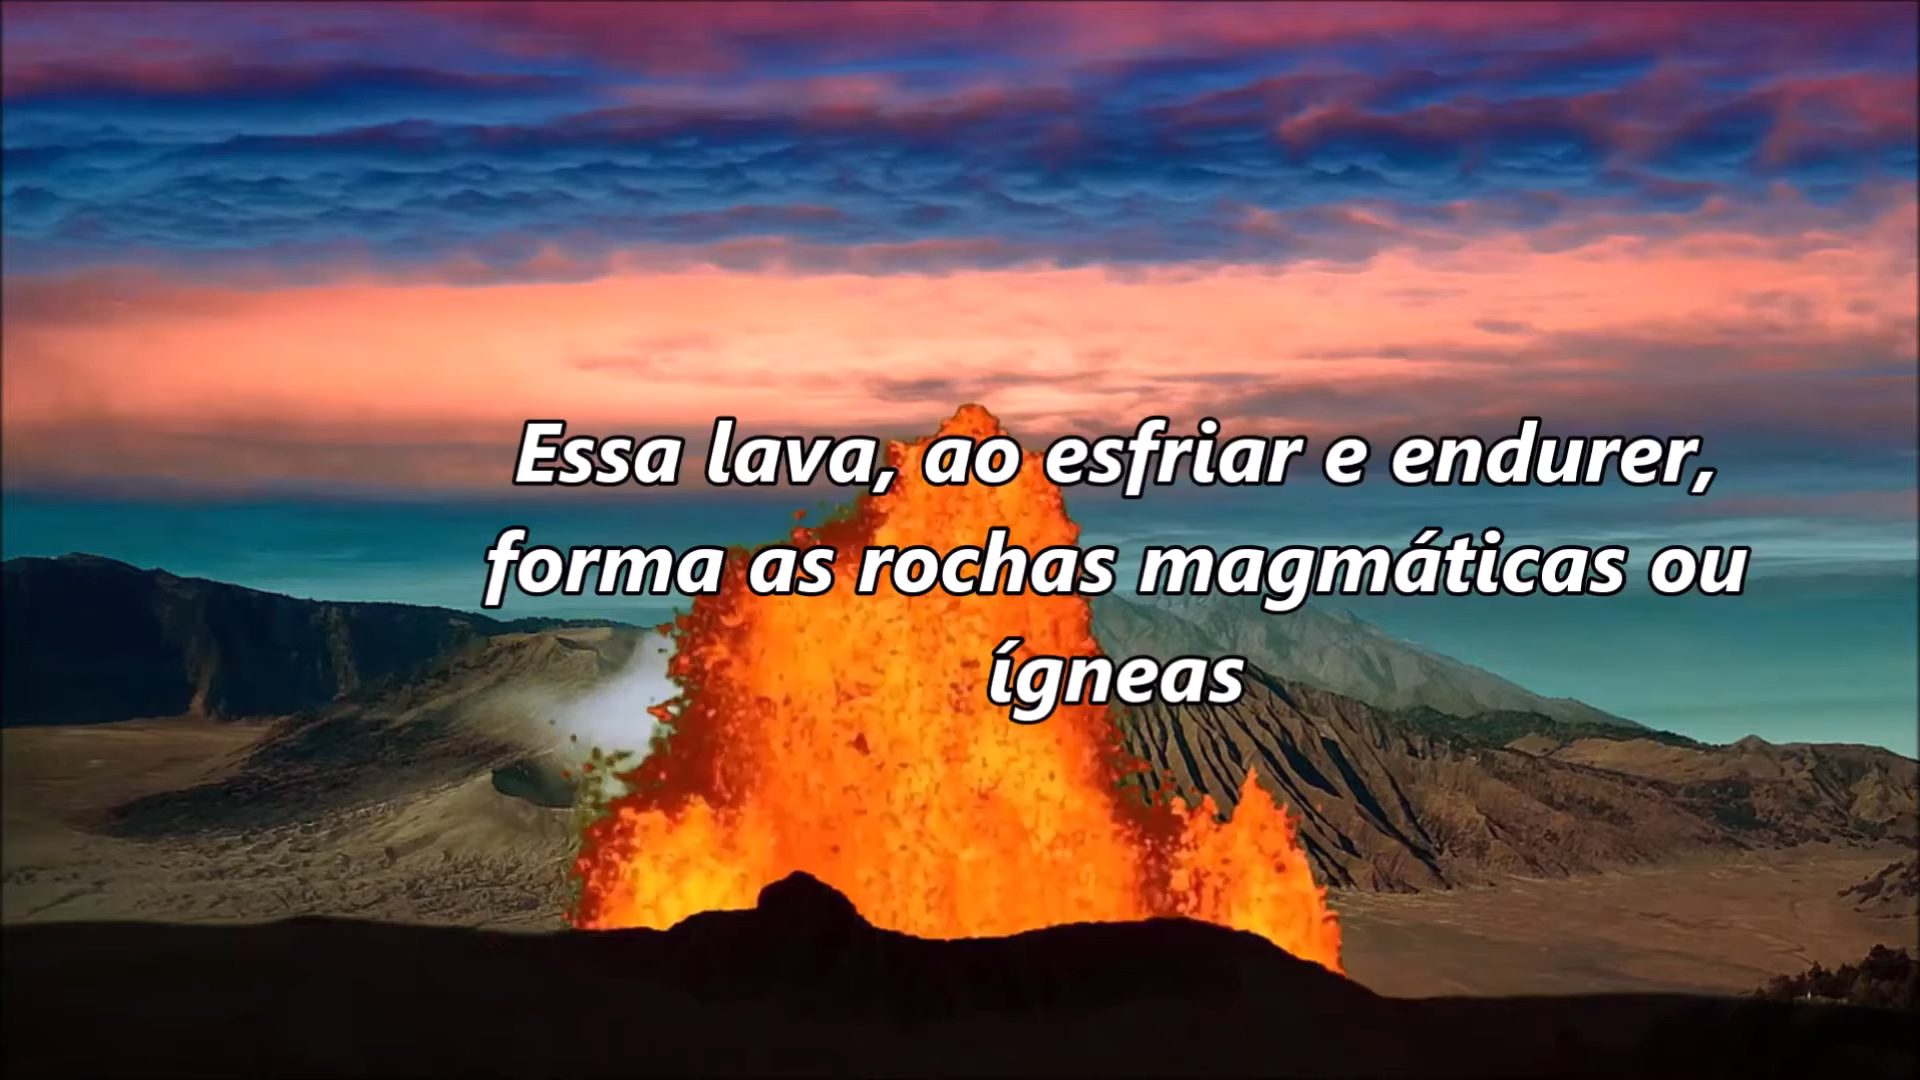 Essa lava, ao esfriar e endurer,
forma as rochas magmáticas ou
ígneas